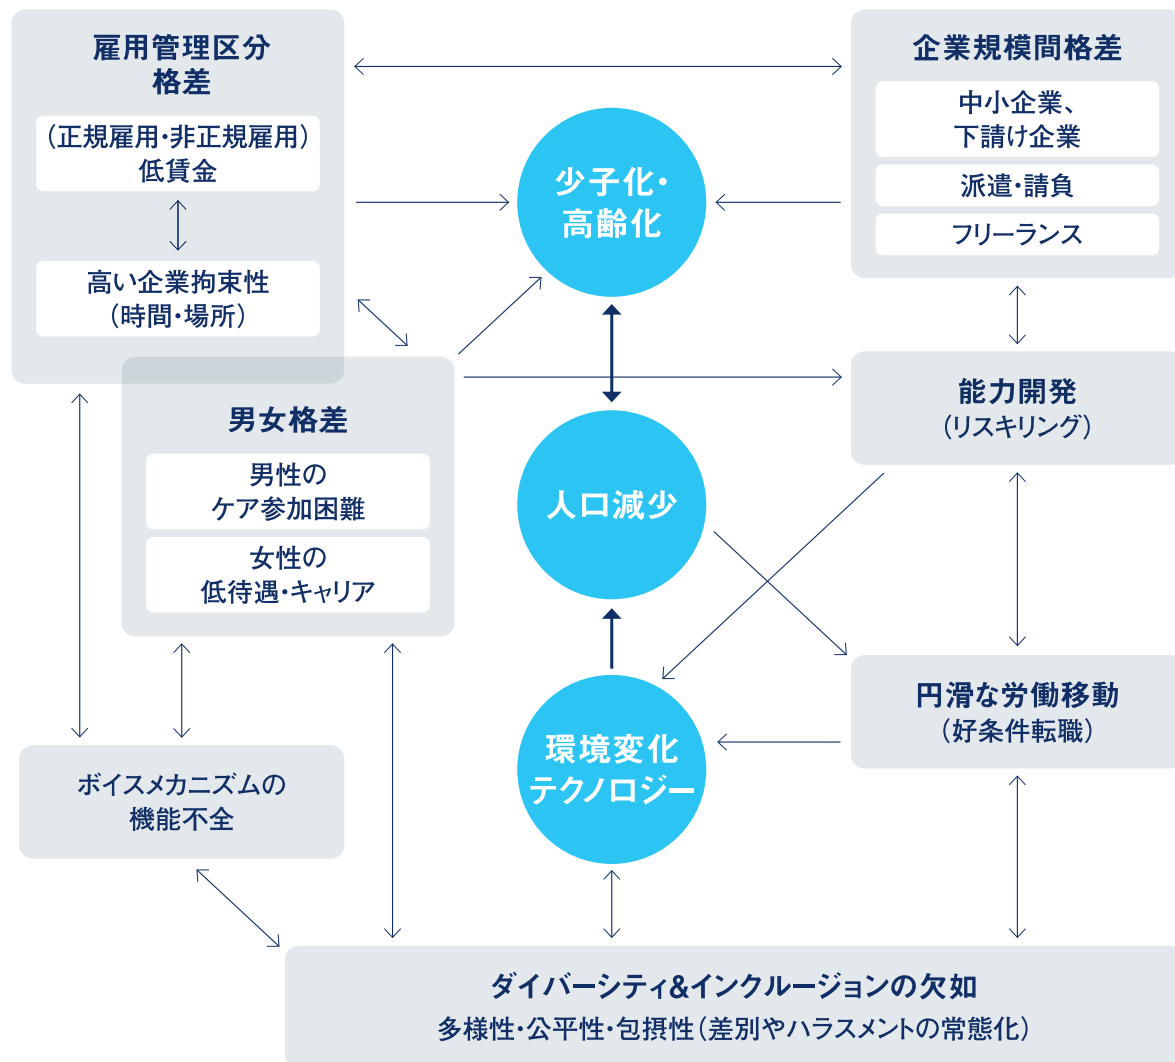 雇用管理区分
格差
（正規雇用・非正規雇用）
低賃金
高い企業拘束性
（時間・場所）
男女格差
男性の
ケア参加困難
女性の
低待遇・キャリア
ボイスメカニズムの
機能不全
少子化・
高齢化
人口減少
環境変化
テクノロジー
企業規模間格差
中小企業、
下請け企業
派遣・請負
フリーランス
能力開発
（リスキリング）
円滑な労働移動
（好条件転職）
ダイバーシティ&インクルージョンの欠如
多様性・公平性・包摂性（差別やハラスメントの常態化）